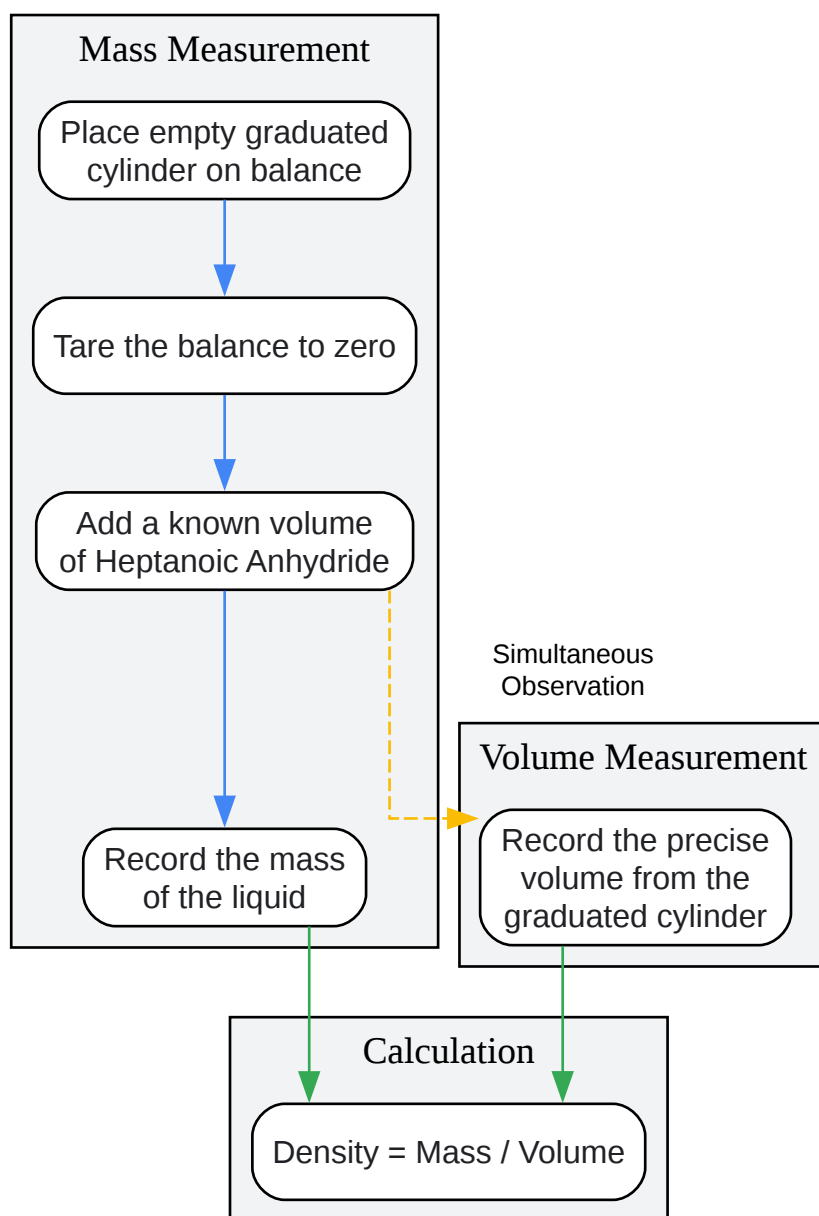 Mass Measurement
Place empty graduated
cylinder on balance
Tare the balance to zero
Add a known volume
of Heptanoic Anhydride
Simultaneous
Observation
Volume Measurement
Record the mass
of the liquid
Record the precise
volume from the
graduated cylinder
Calculation
Density = Mass / Volume